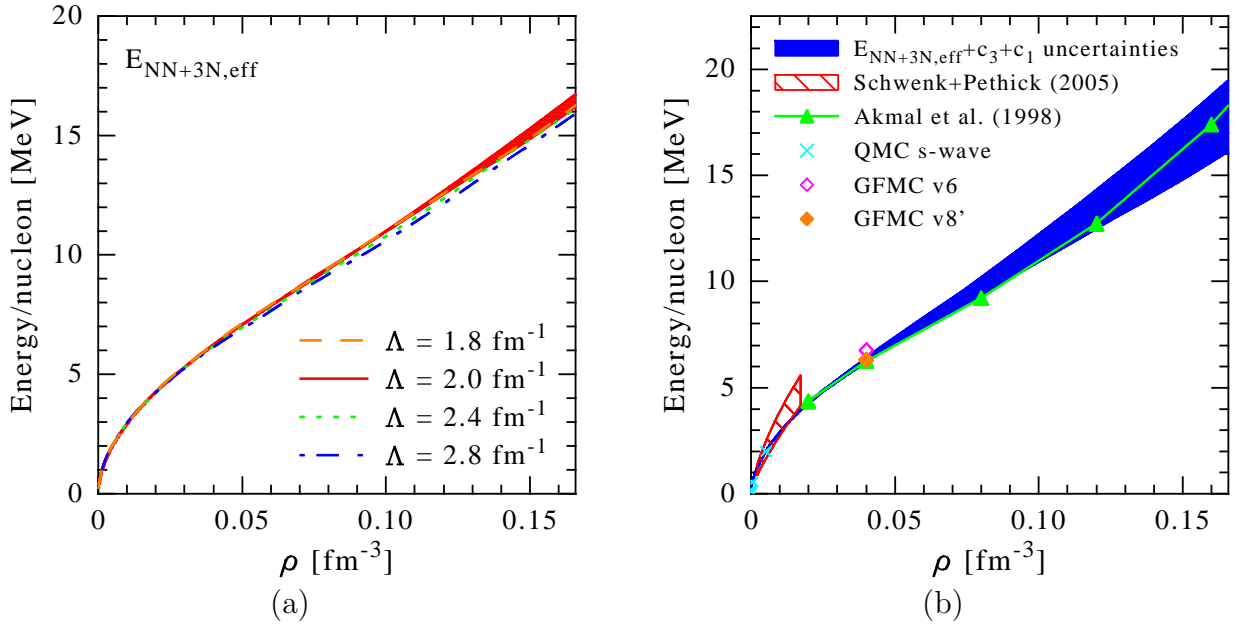 E_NN+3N,eff
Energy/nucleon [MeV]
20
15
10
5
0
Λ = 1.8 fm^-1
Λ = 2.0 fm^-1
Λ = 2.4 fm^-1
Λ = 2.8 fm^-1
0 0.05 0.10 0.15
ρ [fm^-3]
(a)
Energy/nucleon [MeV]
20
15
10
5
0
E_NN+3N,eff+c_3+c_1 uncertainties
Schwenk+Pethick (2005)
Akmal et al. (1998)
QMC s-wave
GFMC v6
GFMC v8’
0 0.05 0.10 0.15
ρ [fm^-3]
(b)